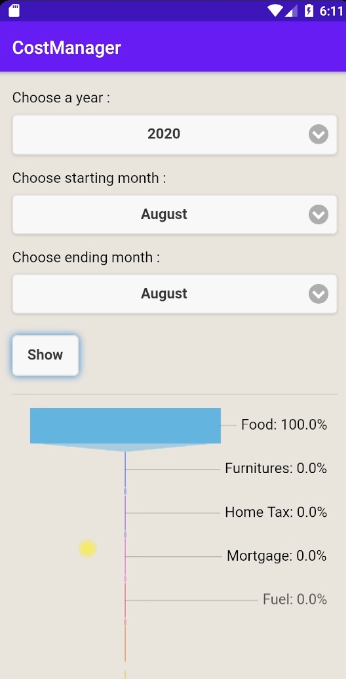 6:11
CostManager
Choose a year :
2020
Choose starting month :
August
Choose ending month :
August
Show
Food: 100.0%
Furnitures: 0.0%
Home Tax: 0.0%
Mortgage: 0.0%
Fuel: 0.0%